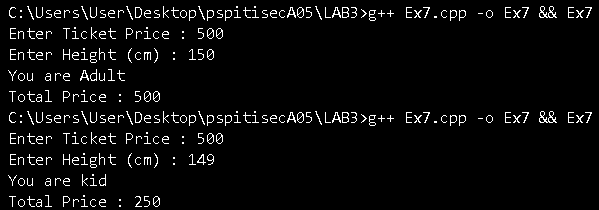 C:\Users\User\Desktop\pspitisecA05\LAB3>g++ Ex7.cpp -o Ex7 && Ex7
Enter Ticket Price : 500
Enter Height (cm) : 150
You are Adult
Total Price : 500
C:\Users\User\Desktop\pspitisecA05\LAB3>g++ Ex7.cpp -o Ex7 && Ex7
Enter Ticket Price : 500
Enter Height (cm) : 149
You are kid
Total Price : 250